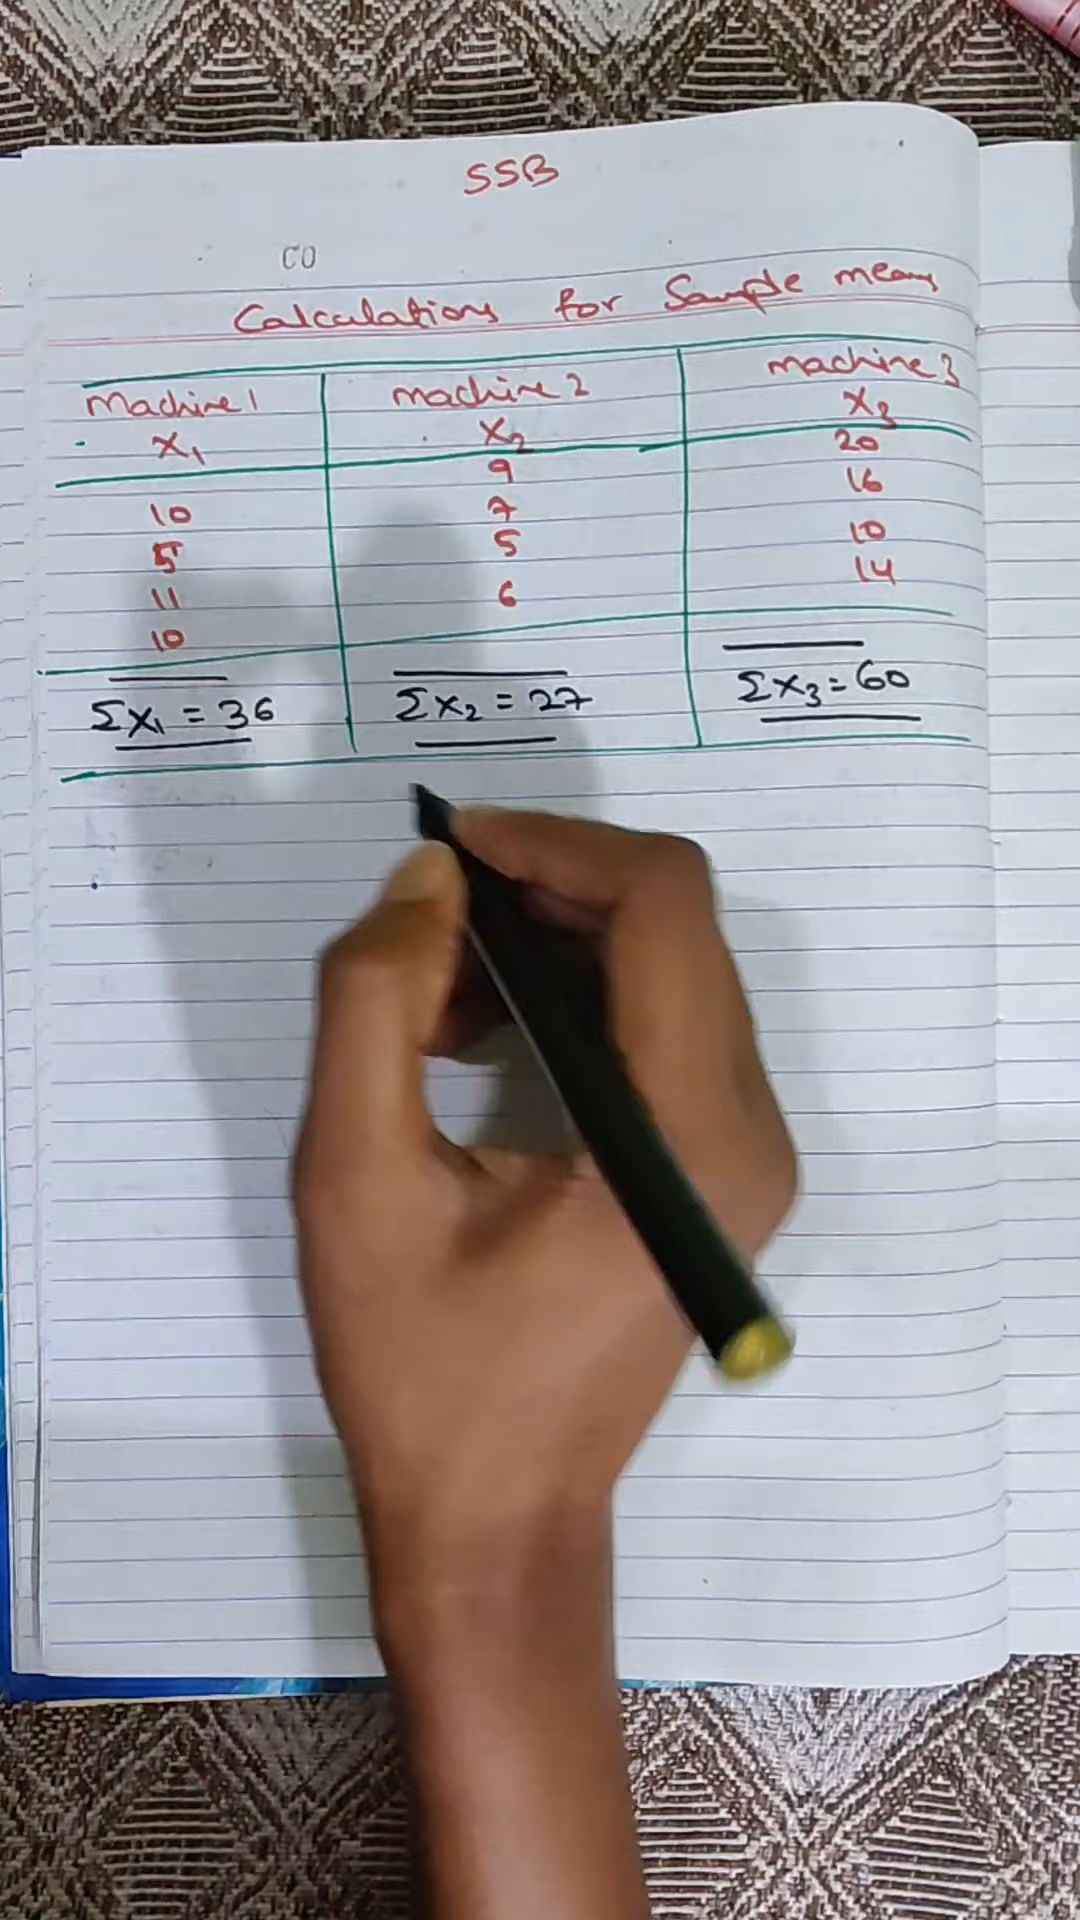 SSB
CO
Calculations for Sample means
Machine 1 machine 2 machine 3
X₁ X₂ X₃
10 9 20
5 7 16
11 5 10
10 6 14
ΣX₁ = 36 ΣX₂ = 27 ΣX₃ = 60